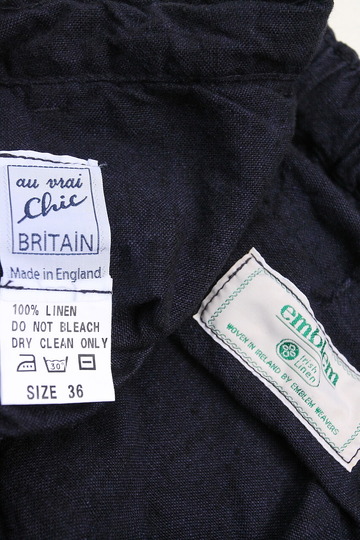 au vrai
Chic
BRITAIN
Made in England
100% LINEN
DO NOT BLEACH
DRY CLEAN ONLY
30°
SIZE 36
emblem
Irish
Linen
WOVEN IN IRELAND BY EMBLEM WEAVERS